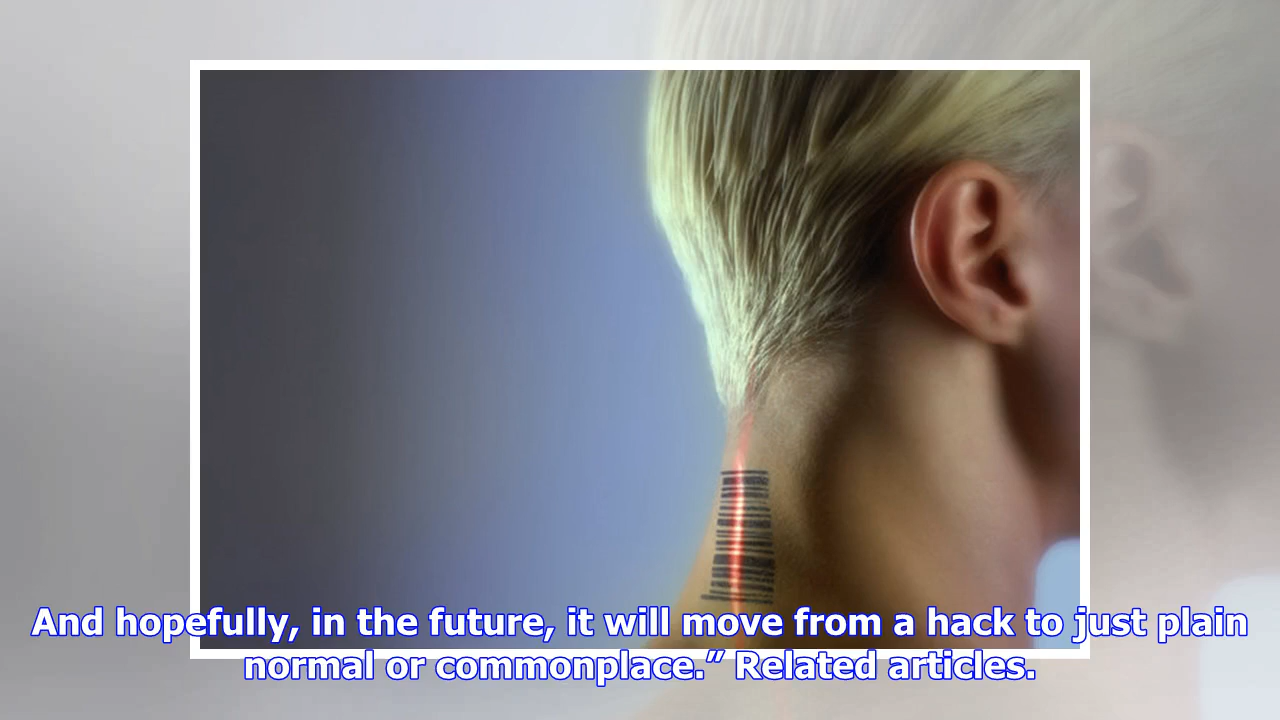 And hopefully, in the future, it will move from a hack to just plain
normal or commonplace.” Related articles.